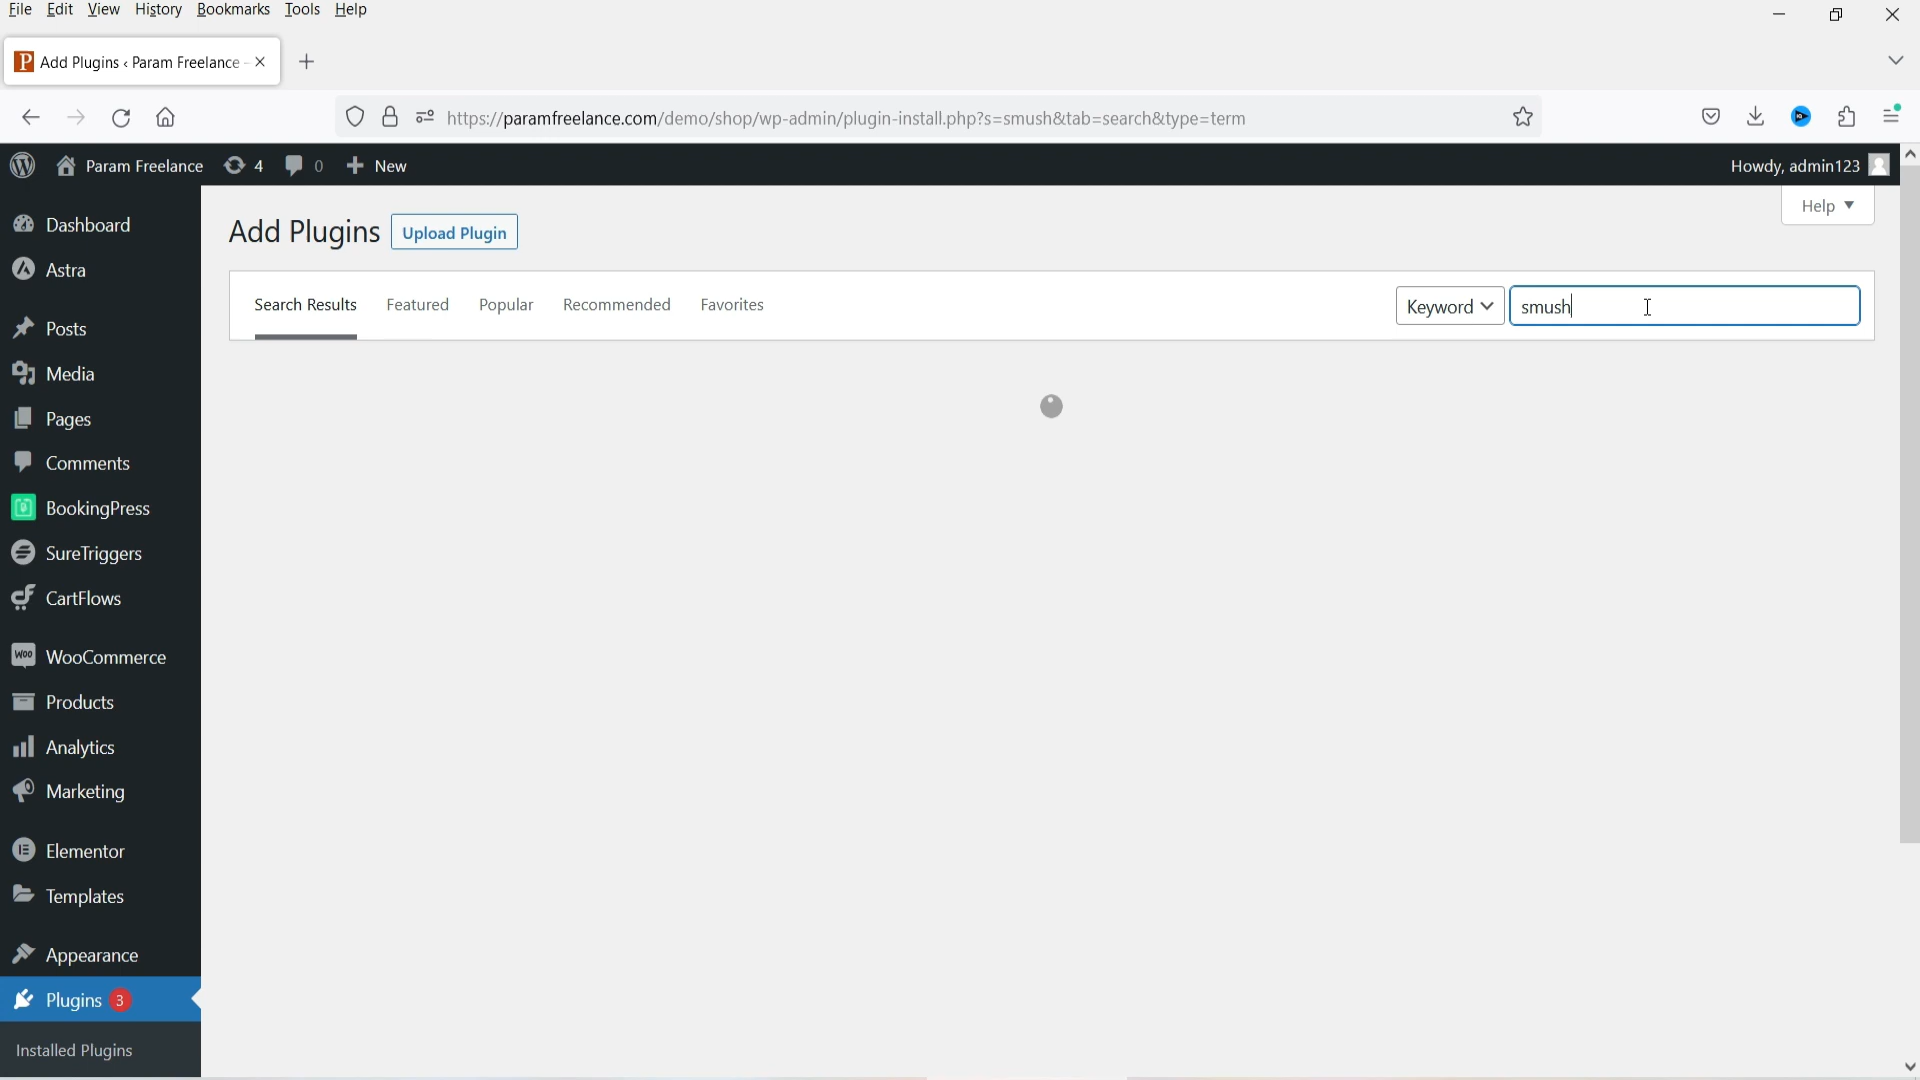 File Edit View History Bookmarks Tools Help
Add Plugins ‹ Param Freelance -
https://paramfreelance.com/demo/shop/wp-admin/plugin-install.php?s=smush&tab=search&type=term
Param Freelance 4 0 New Howdy, admin123
Help
Add Plugins Upload Plugin
Search Results Featured Popular Recommended Favorites Keyword smush
Dashboard
Astra
Posts
Media
Pages
Comments
BookingPress
SureTriggers
CartFlows
WooCommerce
Products
Analytics
Marketing
Elementor
Templates
Appearance
Plugins 3
Installed Plugins